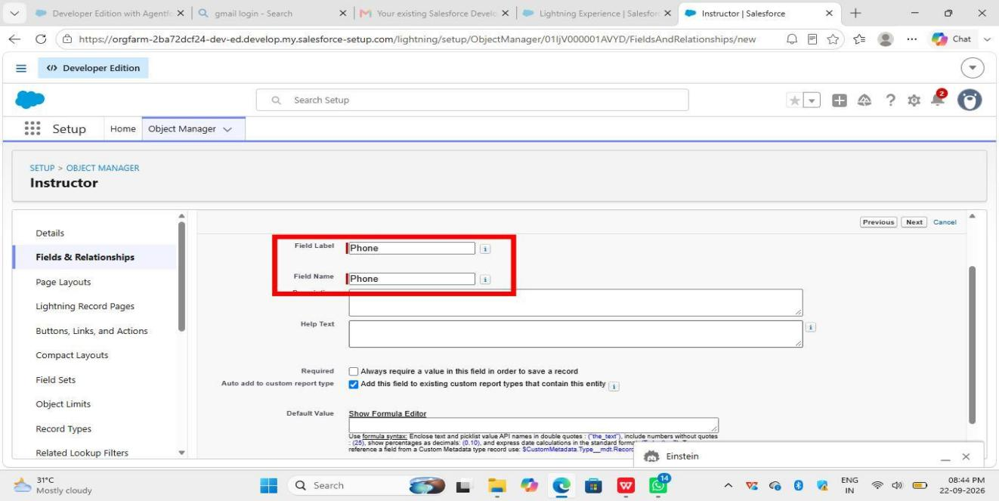 Developer Edition with Agentfc
gmail login - Search
Your existing Salesforce Develo
Lightning Experience | Salesfor
Instructor | Salesforce
https://orgfarm-2ba72dcf24-dev-ed.develop.my.salesforce-setup.com/lightning/setup/ObjectManager/01IjV000001AVYD/FieldsAndRelationships/new
Chat
</> Developer Edition
Search Setup
2
Setup
Home
Object Manager
SETUP > OBJECT MANAGER
Instructor
Details
Fields & Relationships
Page Layouts
Lightning Record Pages
Buttons, Links, and Actions
Compact Layouts
Field Sets
Object Limits
Record Types
Related Lookup Filters
Previous
Next
Cancel
Field Label
Phone
i
Field Name
Phone
i
Help Text
i
Required
Always require a value in this field in order to save a record
Auto add to custom report type
Add this field to existing custom report types that contain this entity
i
Default Value
Show Formula Editor
Use formula syntax: Enclose text and picklist value API names in double quotes : ("the_text"), include numbers without quotes
: (25), show percentages as decimals: (0.10), and express date calculations in the standard format:
reference a field from a Custom Metadata type record use: $CustomMetadata.Type__mdt.Recor
Einstein
31°C
Mostly cloudy
Search
14
ENG
IN
08:44 PM
22-09-2026